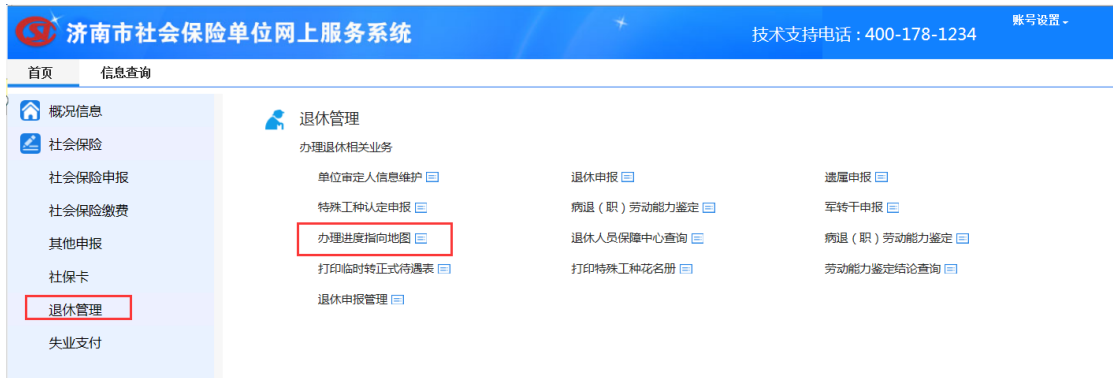 济南市社会保险单位网上服务系统
技术支持电话：400-178-1234
账号设置
首页
信息查询
概况信息
社会保险
社会保险申报
社会保险缴费
其他申报
社保卡
退休管理
失业支付
退休管理
办理退休相关业务
单位审定人信息维护 退休申报 遗属申报
特殊工种认定申报 病退（职）劳动能力鉴定 军转干申报
办理进度指向地图 退休人员保障中心查询 病退（职）劳动能力鉴定
打印临时转正式待遇表 打印特殊工种花名册 劳动能力鉴定结论查询
退休申报管理